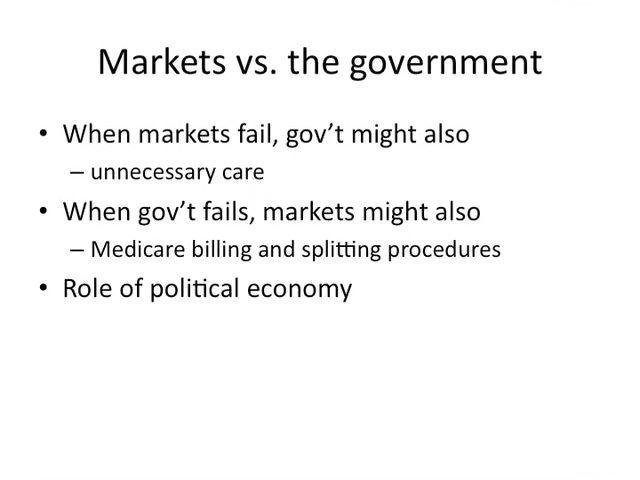 Markets vs. the government
• When markets fail, gov’t might also
– unnecessary care
• When gov’t fails, markets might also
– Medicare billing and splitting procedures
• Role of political economy